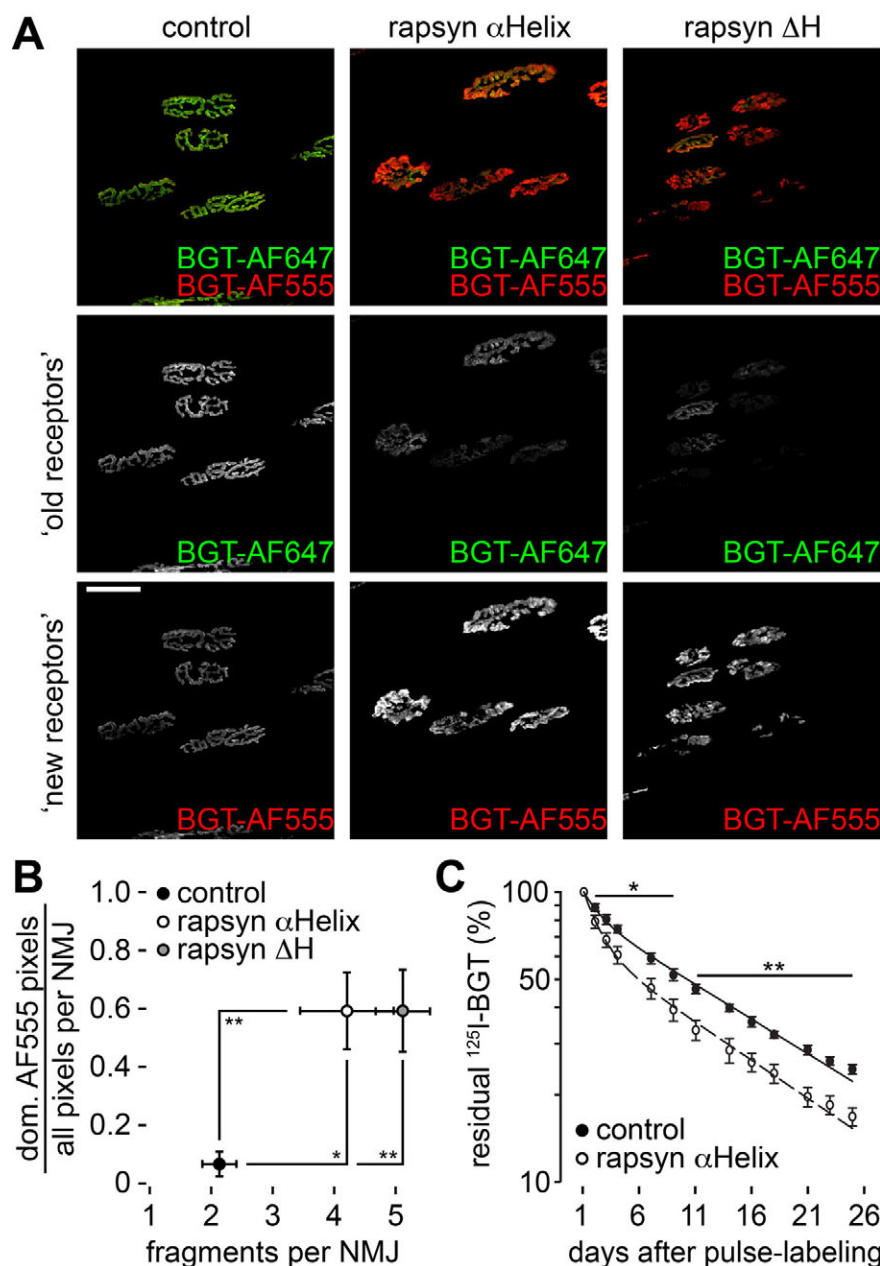 A
control
rapsyn αHelix
rapsyn ΔH
BGT-AF647
BGT-AF555
BGT-AF647
BGT-AF555
BGT-AF647
BGT-AF555
'old receptors'
BGT-AF647
BGT-AF647
BGT-AF647
'new receptors'
BGT-AF555
BGT-AF555
BGT-AF555
B
dom. AF555 pixels
all pixels per NMJ
1.0
0.8
0.6
0.4
0.2
0
control
rapsyn αHelix
rapsyn ΔH
**
*
**
1 2 3 4 5
fragments per NMJ
C
residual ¹²⁵I-BGT (%)
100
50
10
*
**
control
rapsyn αHelix
1 6 11 16 21 26
days after pulse-labeling